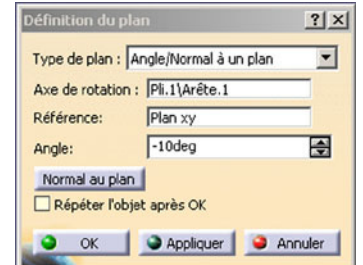 Définition du plan
Type de plan : Angle/Normal à un plan
Axe de rotation : Pli.1\Arête.1
Référence: Plan xy
Angle: -10deg
Normal au plan
Répéter l'objet après OK
OK Appliquer Annuler